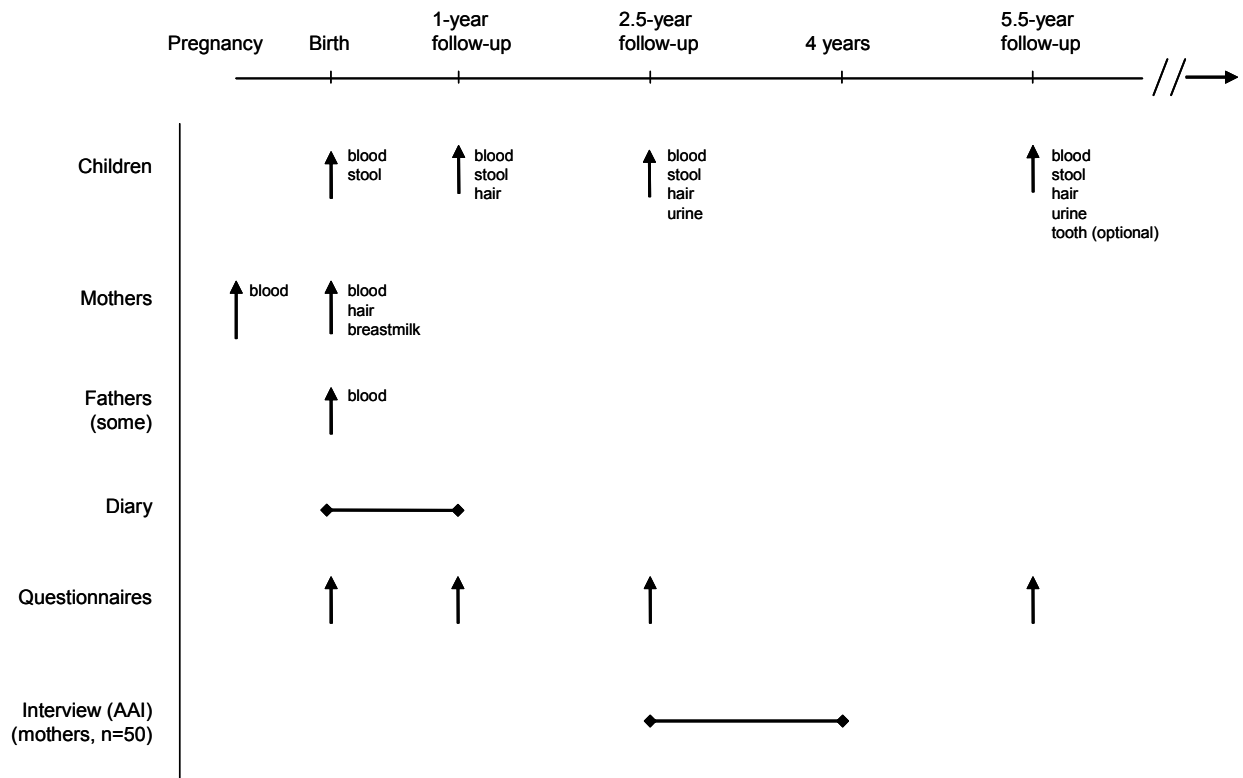 Pregnancy
Birth
1-year
follow-up
2.5-year
follow-up
4 years
5.5-year
follow-up
Children
blood
stool
blood
stool
hair
blood
stool
hair
urine
blood
stool
hair
urine
tooth (optional)
Mothers
blood
blood
hair
breastmilk
Fathers
(some)
blood
Diary
Questionnaires
Interview (AAI)
(mothers, n=50)